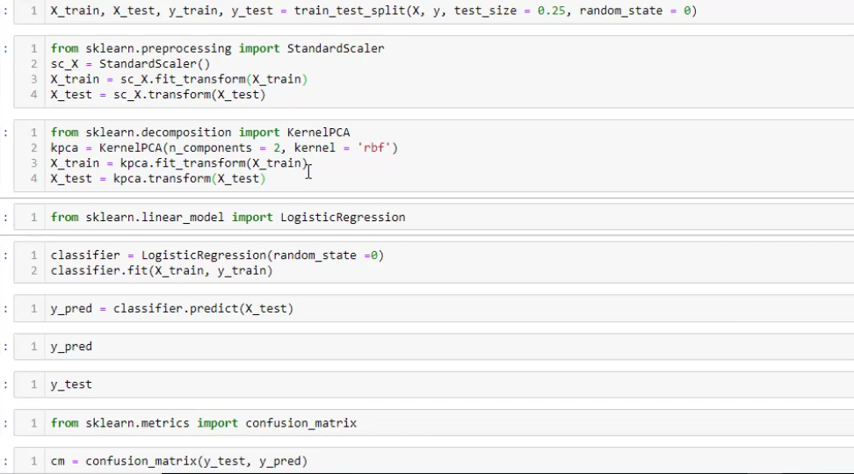 : 1 X_train, X_test, y_train, y_test = train_test_split(X, y, test_size = 0.25, random_state = 0)
: 1 from sklearn.preprocessing import StandardScaler
2 sc_X = StandardScaler()
3 X_train = sc_X.fit_transform(X_train)
4 X_test = sc_X.transform(X_test)
: 1 from sklearn.decomposition import KernelPCA
2 kpca = KernelPCA(n_components = 2, kernel = 'rbf')
3 X_train = kpca.fit_transform(X_train)
4 X_test = kpca.transform(X_test)
: 1 from sklearn.linear_model import LogisticRegression
: 1 classifier = LogisticRegression(random_state =0)
2 classifier.fit(X_train, y_train)
: 1 y_pred = classifier.predict(X_test)
: 1 y_pred
: 1 y_test
: 1 from sklearn.metrics import confusion_matrix
: 1 cm = confusion_matrix(y_test, y_pred)